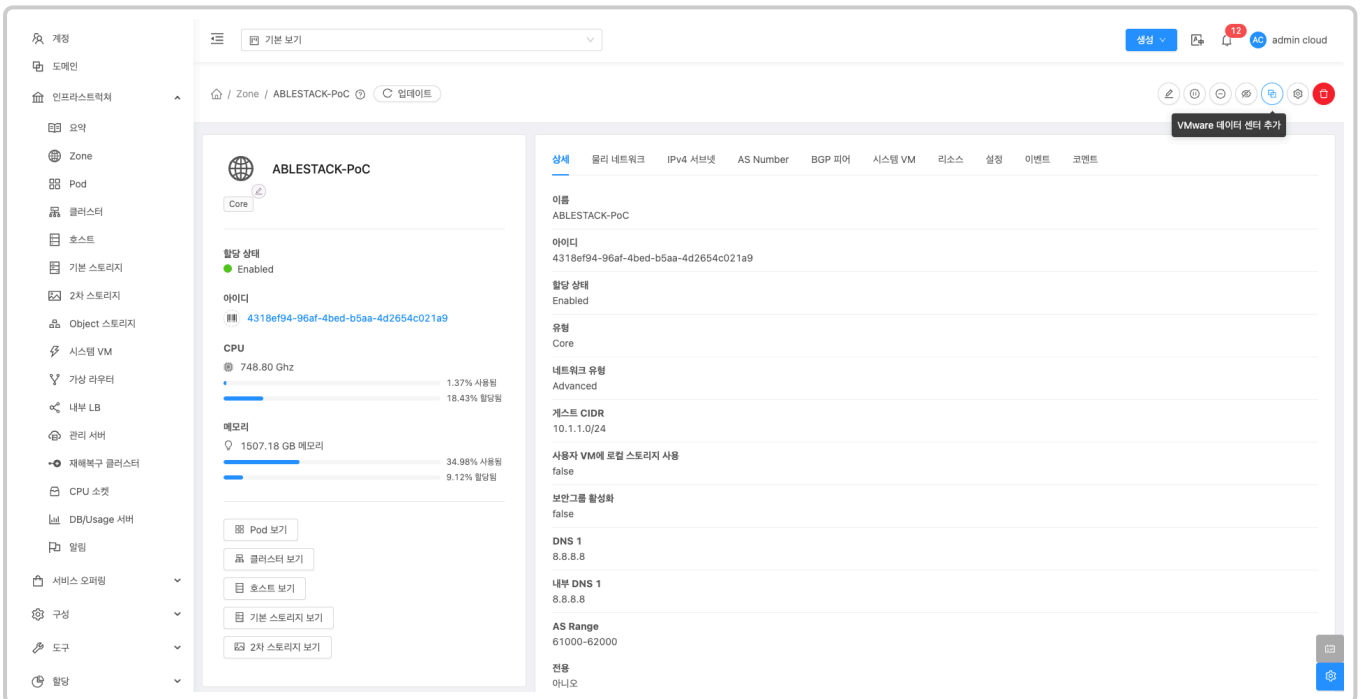 계정
도메인
인프라스트럭쳐
요약
Zone
Pod
클러스터
호스트
기본 스토리지
2차 스토리지
Object 스토리지
시스템 VM
가상 라우터
내부 LB
관리 서버
재해복구 클러스터
CPU 소켓
DB/Usage 서버
알림
서비스 오퍼링
구성
도구
할당
기본 보기
생성
12
AC admin cloud
/ Zone / ABLESTACK-PoC 업데이트
VMware 데이터 센터 추가
ABLESTACK-PoC
Core
할당 상태
Enabled
아이디
4318ef94-96af-4bed-b5aa-4d2654c021a9
CPU
748.80 Ghz
1.37% 사용됨
18.43% 할당됨
메모리
1507.18 GB 메모리
34.98% 사용됨
9.12% 할당됨
Pod 보기
클러스터 보기
호스트 보기
기본 스토리지 보기
2차 스토리지 보기
상세 물리 네트워크 IPv4 서브넷 AS Number BGP 피어 시스템 VM 리소스 설정 이벤트 코멘트
이름
ABLESTACK-PoC
아이디
4318ef94-96af-4bed-b5aa-4d2654c021a9
할당 상태
Enabled
유형
Core
네트워크 유형
Advanced
게스트 CIDR
10.1.1.0/24
사용자 VM에 로컬 스토리지 사용
false
보안그룹 활성화
false
DNS 1
8.8.8.8
내부 DNS 1
8.8.8.8
AS Range
61000-62000
전용
아니오